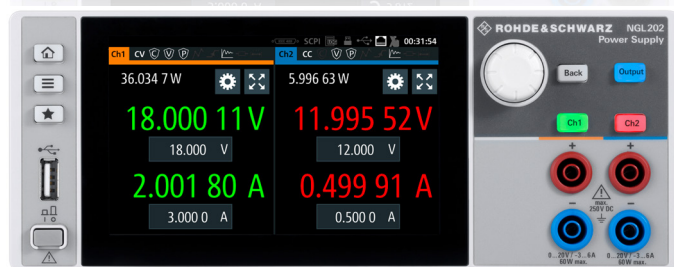 ROHDE&SCHWARZ NGL202
Power Supply
SCPI 00:31:54
Ch1 CV C V P
Ch2 CC V P
36.034 7 W
5.996 63 W
18.000 11 V
11.995 52 V
18.000 V
12.000 V
2.001 80 A
0.499 91 A
3.000 0 A
0.500 0 A
Back
Output
Ch1
Ch2
+ +
- max. -
250V DC
0...20V / -3...6A
60W max.
0...20V / -3...6A
60W max.